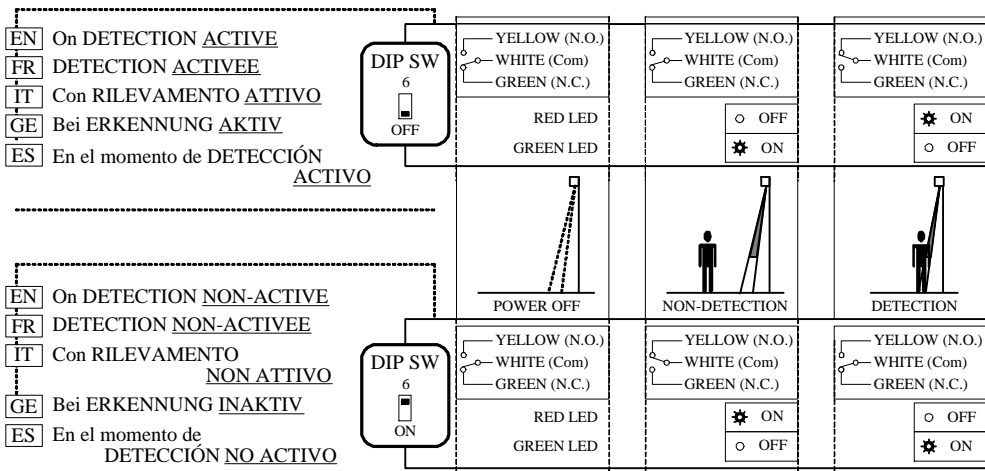 EN On DETECTION ACTIVE
FR DETECTION ACTIVEE
IT Con RILEVAMENTO ATTIVO
GE Bei ERKENNUNG AKTIV
ES En el momento de DETECCIÓN
ACTIVO
DIP SW
6
OFF
YELLOW (N.O.)
WHITE (Com)
GREEN (N.C.)
YELLOW (N.O.)
WHITE (Com)
GREEN (N.C.)
YELLOW (N.O.)
WHITE (Com)
GREEN (N.C.)
RED LED
OFF
ON
GREEN LED
ON
OFF
POWER OFF
NON-DETECTION
DETECTION
EN On DETECTION NON-ACTIVE
FR DETECTION NON-ACTIVEE
IT Con RILEVAMENTO
NON ATTIVO
GE Bei ERKENNUNG INAKTIV
ES En el momento de
DETECCIÓN NO ACTIVO
DIP SW
6
ON
YELLOW (N.O.)
WHITE (Com)
GREEN (N.C.)
YELLOW (N.O.)
WHITE (Com)
GREEN (N.C.)
YELLOW (N.O.)
WHITE (Com)
GREEN (N.C.)
RED LED
ON
OFF
GREEN LED
OFF
ON